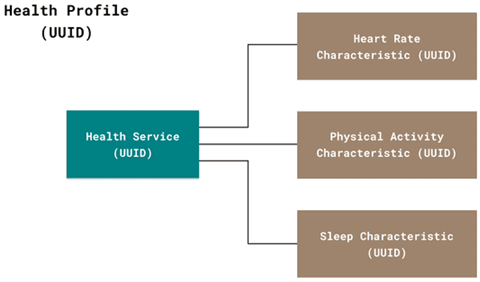 Health Profile
(UUID)
Heart Rate
Characteristic (UUID)
Health Service
(UUID)
Physical Activity
Characteristic (UUID)
Sleep Characteristic
(UUID)